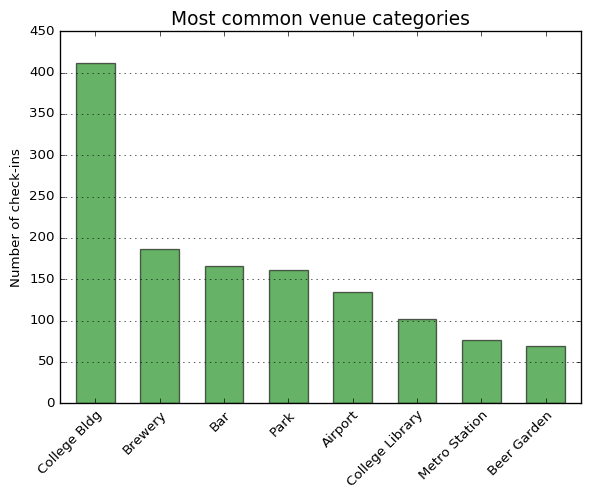 Most common venue categories
450
400
350
300
250
200
150
100
50
0
Number of check-ins
College Bldg
Brewery
Bar
Park
Airport
College Library
Metro Station
Beer Garden